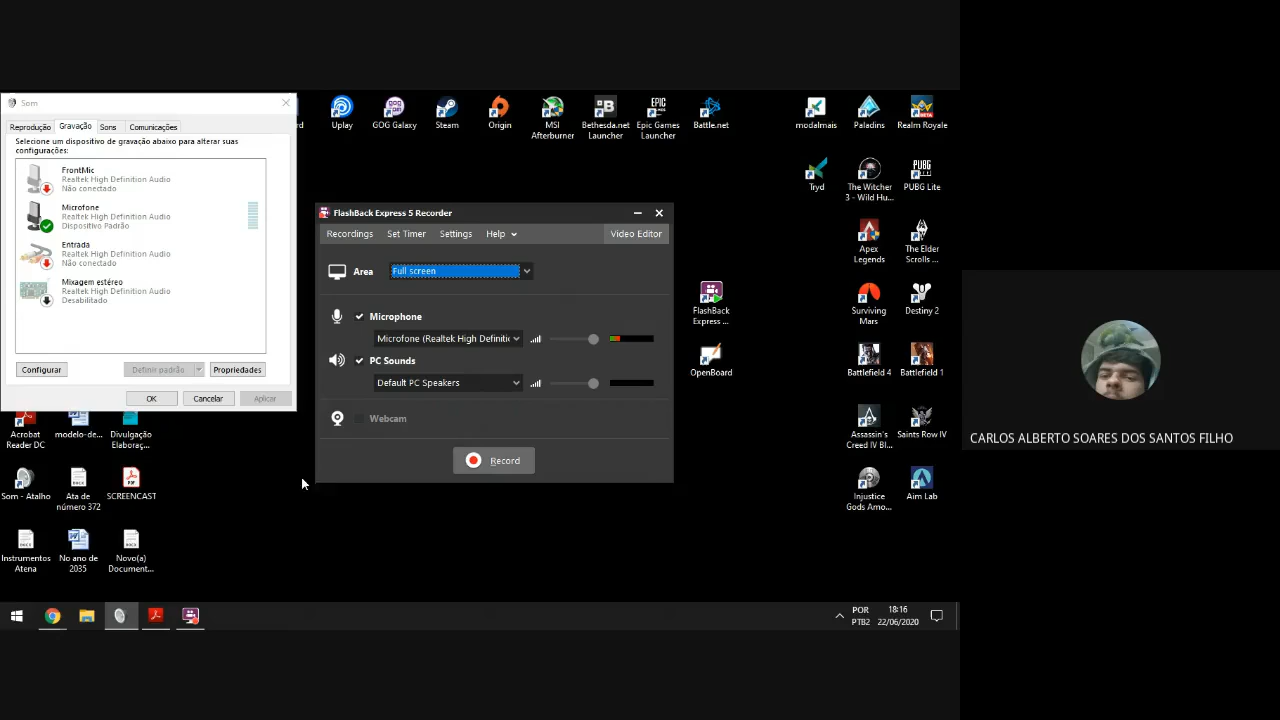 Som
Reprodução Gravação Sons Comunicações
Selecione um dispositivo de gravação abaixo para alterar suas
configurações:
FrontMic
Realtek High Definition Audio
Não conectado
Microfone
Realtek High Definition Audio
Dispositivo Padrão
Entrada
Realtek High Definition Audio
Não conectado
Mixagem estéreo
Realtek High Definition Audio
Desabilitado
Configurar Definir padrão Propriedades
OK Cancelar Aplicar
Uplay
GOG Galaxy
Steam
Origin
MSI
Afterburner
Bethesda.net
Launcher
EPIC
GAMES
Epic Games
Launcher
Battle.net
modalmais
Paladins
Realm Royale
Tryd
The Witcher
3 - Wild Hu...
PUBG
LITE
PUBG Lite
Apex
Legends
The Elder
Scrolls ...
Surviving
Mars
Destiny 2
Battlefield 4
Battlefield 1
Assassin's
Creed IV Bl...
Saints Row IV
Injustice
Gods Amo...
Aim Lab
FlashBack Express 5 Recorder
Recordings Set Timer Settings Help Video Editor
Area Full screen
Microphone
Microfone (Realtek High Definitio
PC Sounds
Default PC Speakers
Webcam
Record
FlashBack
Express ...
OpenBoard
Acrobat
Reader DC
modelo-de...
Divulgação
Elaboraç...
Som - Atalho
Ata de
número 372
SCREENCAST
Instrumentos
Atena
No ano de
2035
Novo(a)
Document...
POR
PTB2
18:16
22/06/2020
CARLOS ALBERTO SOARES DOS SANTOS FILHO